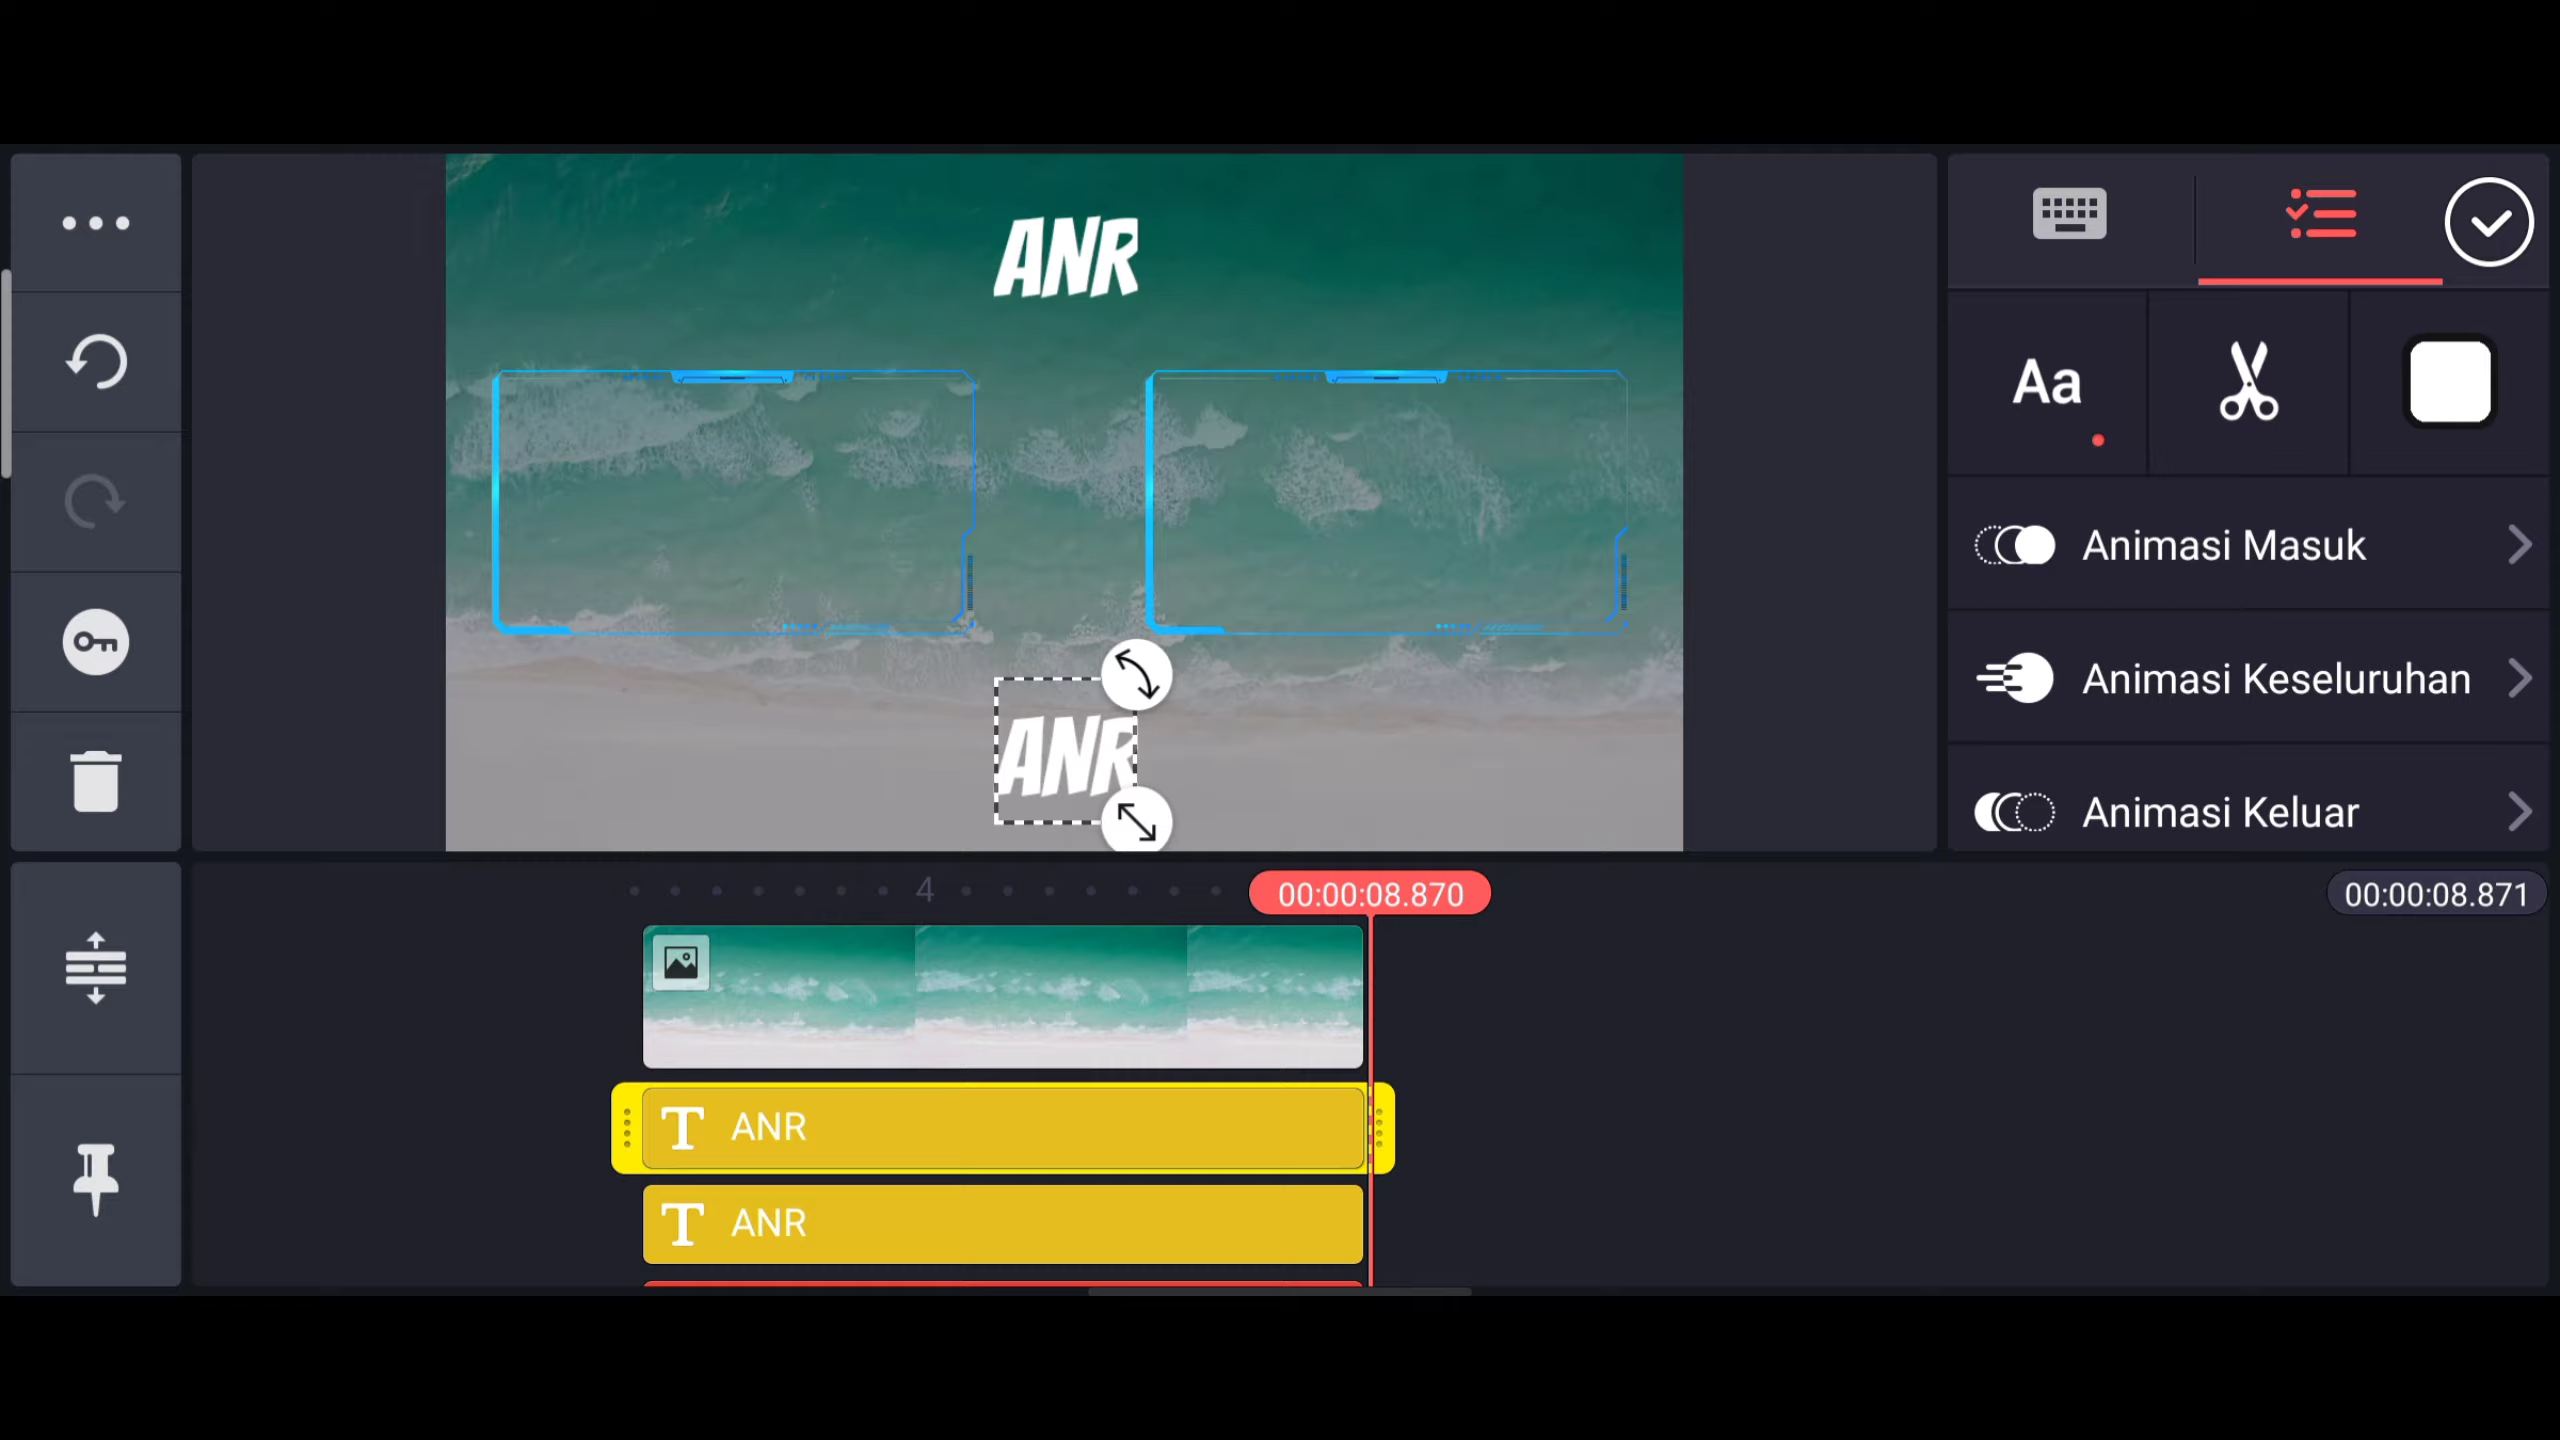 ANR
ANR
Aa
Animasi Masuk
Animasi Keseluruhan
Animasi Keluar
4
00:00:08.870
00:00:08.871
T ANR
T ANR